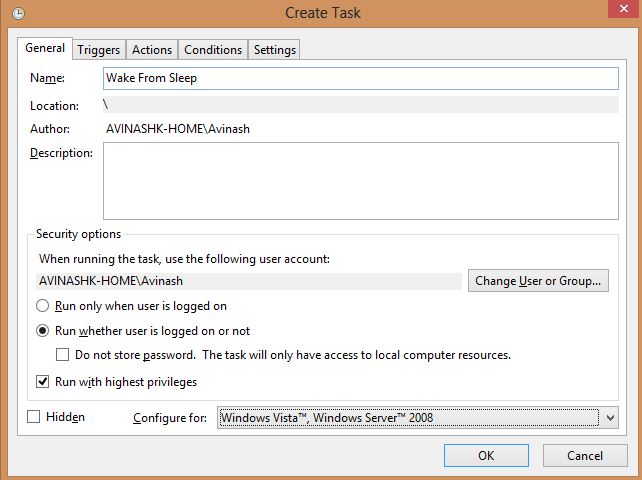 Create Task
General Triggers Actions Conditions Settings
Name: Wake From Sleep
Location: \
Author: AVINASHK-HOME\Avinash
Description:
Security options
When running the task, use the following user account:
AVINASHK-HOME\Avinash Change User or Group...
Run only when user is logged on
Run whether user is logged on or not
Do not store password. The task will only have access to local computer resources.
Run with highest privileges
Hidden Configure for: Windows Vista™, Windows Server™ 2008
OK Cancel